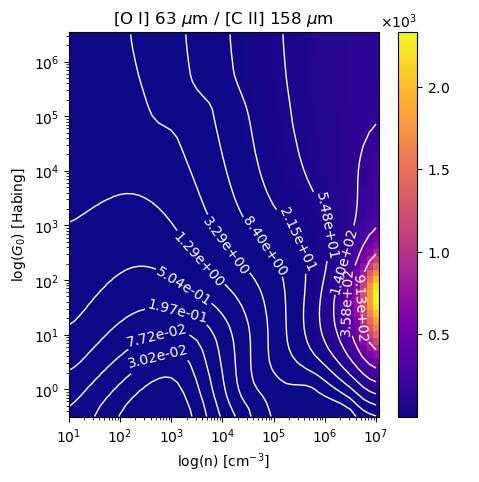 [O I] 63 μm / [C II] 158 μm
×10³
10⁶
10⁵
10⁴
10³
10²
10¹
10⁰
log(G₀) [Habing]
1.29e+00
3.29e+00
8.40e+00
2.15e+01
5.48e+01
1.40e+02
3.58e+02
9.13e+02
5.04e-01
1.97e-01
7.72e-02
3.02e-02
2.0
1.5
1.0
0.5
10¹ 10² 10³ 10⁴ 10⁵ 10⁶ 10⁷
log(n) [cm⁻³]